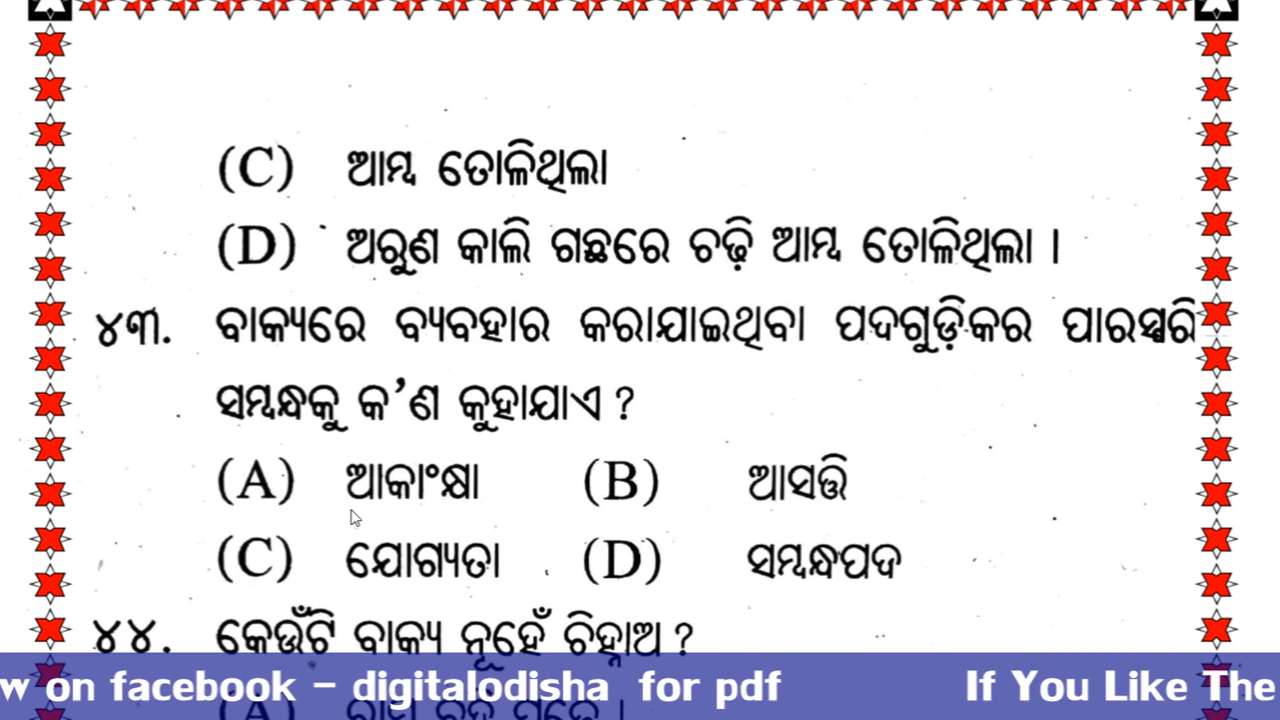 (C) ଆମ୍ବ ତୋଳିଥିଲା
(D) ଅରୁଣ କାଲି ଗଛରେ ଚଢ଼ି ଆମ୍ବ ତୋଳିଥିଲା ।
୪୩. ବାକ୍ୟରେ ବ୍ୟବହାର କରାଯାଇଥିବା ପଦଗୁଡ଼ିକର ପାରସ୍ପରି
ସମ୍ବନ୍ଧକୁ କ’ଣ କୁହାଯାଏ ?
(A) ଆକାଂକ୍ଷା (B) ଆସତ୍ତି
(C) ଯୋଗ୍ୟତା (D) ସମ୍ବନ୍ଧପଦ
୪୪. କେଉଁଟି ବାକ୍ୟ ନୂହେଁ ଚିହ୍ନାଅ ?
w on facebook – digitalodisha for pdf If You Like The
(A)